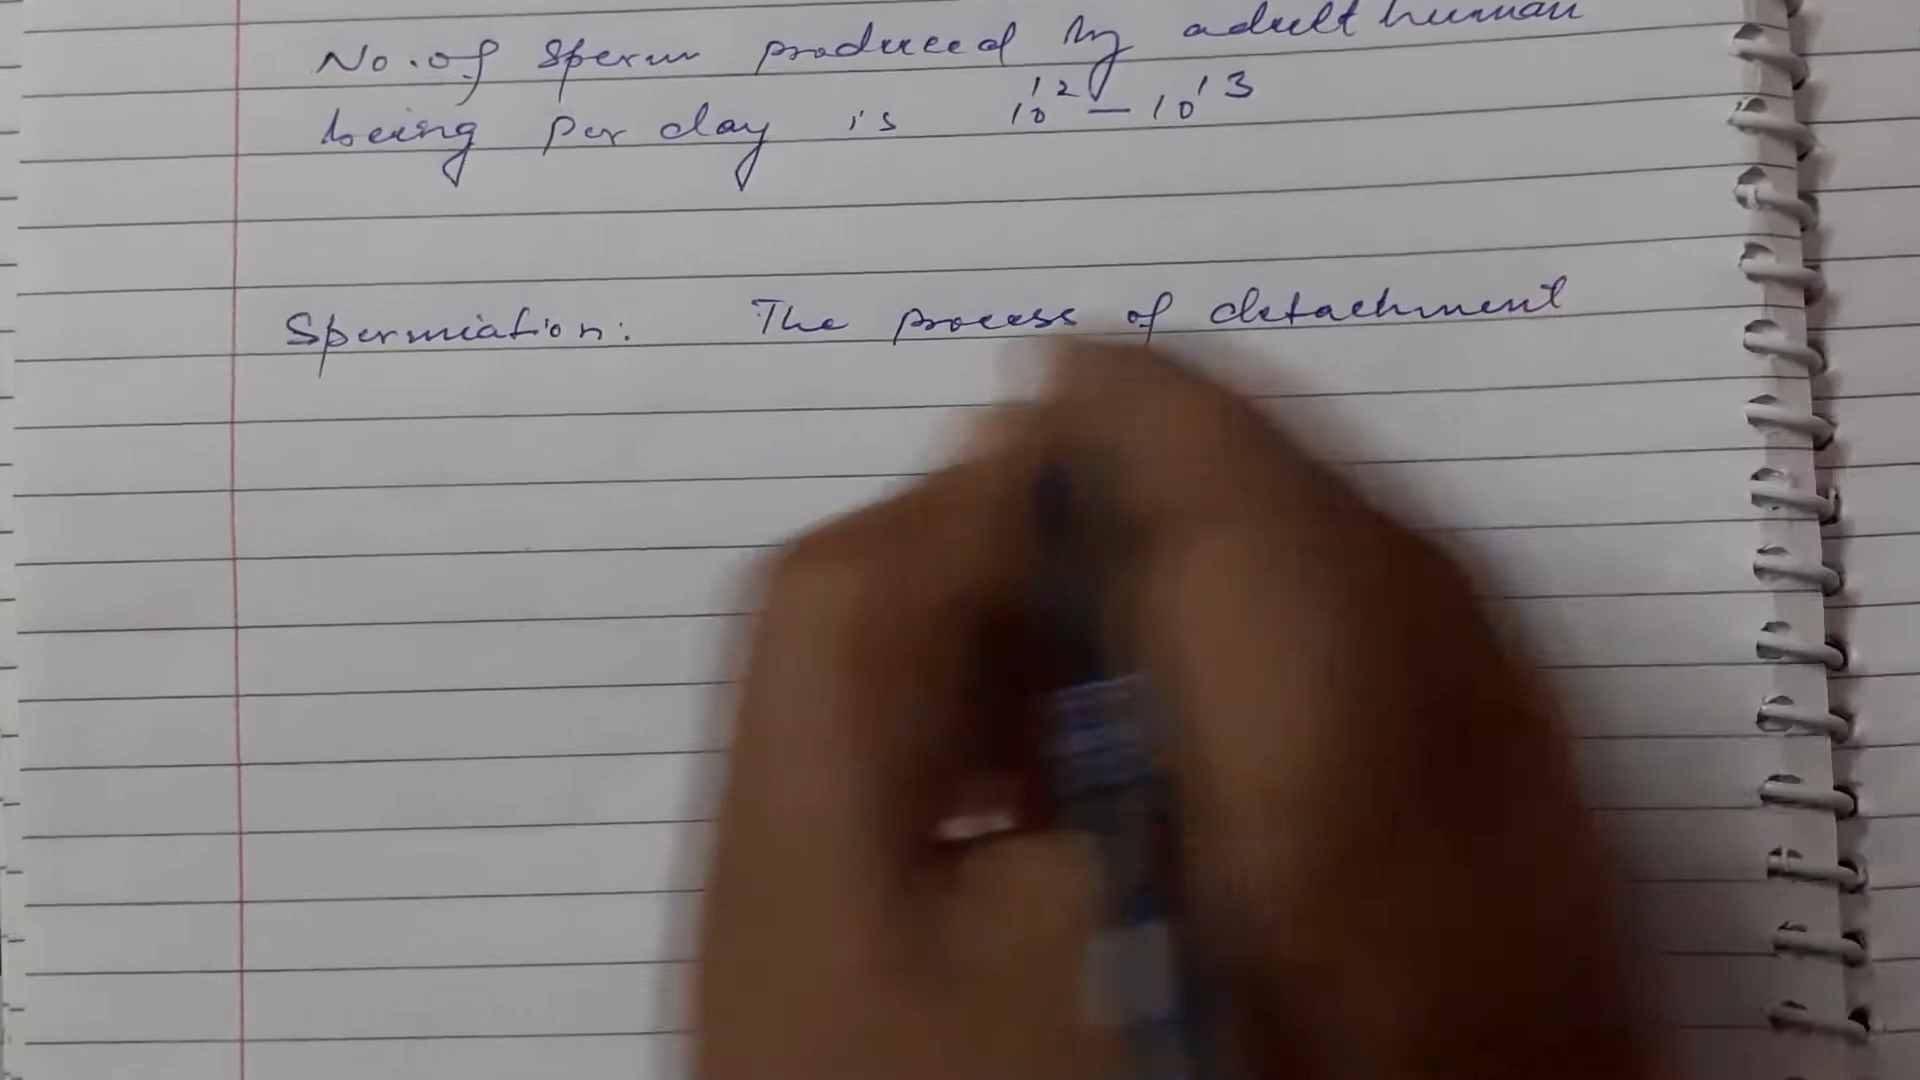 No. of Sperm produced by adult human
being per day is 10¹² – 10¹³
Spermiation: The process of detachment